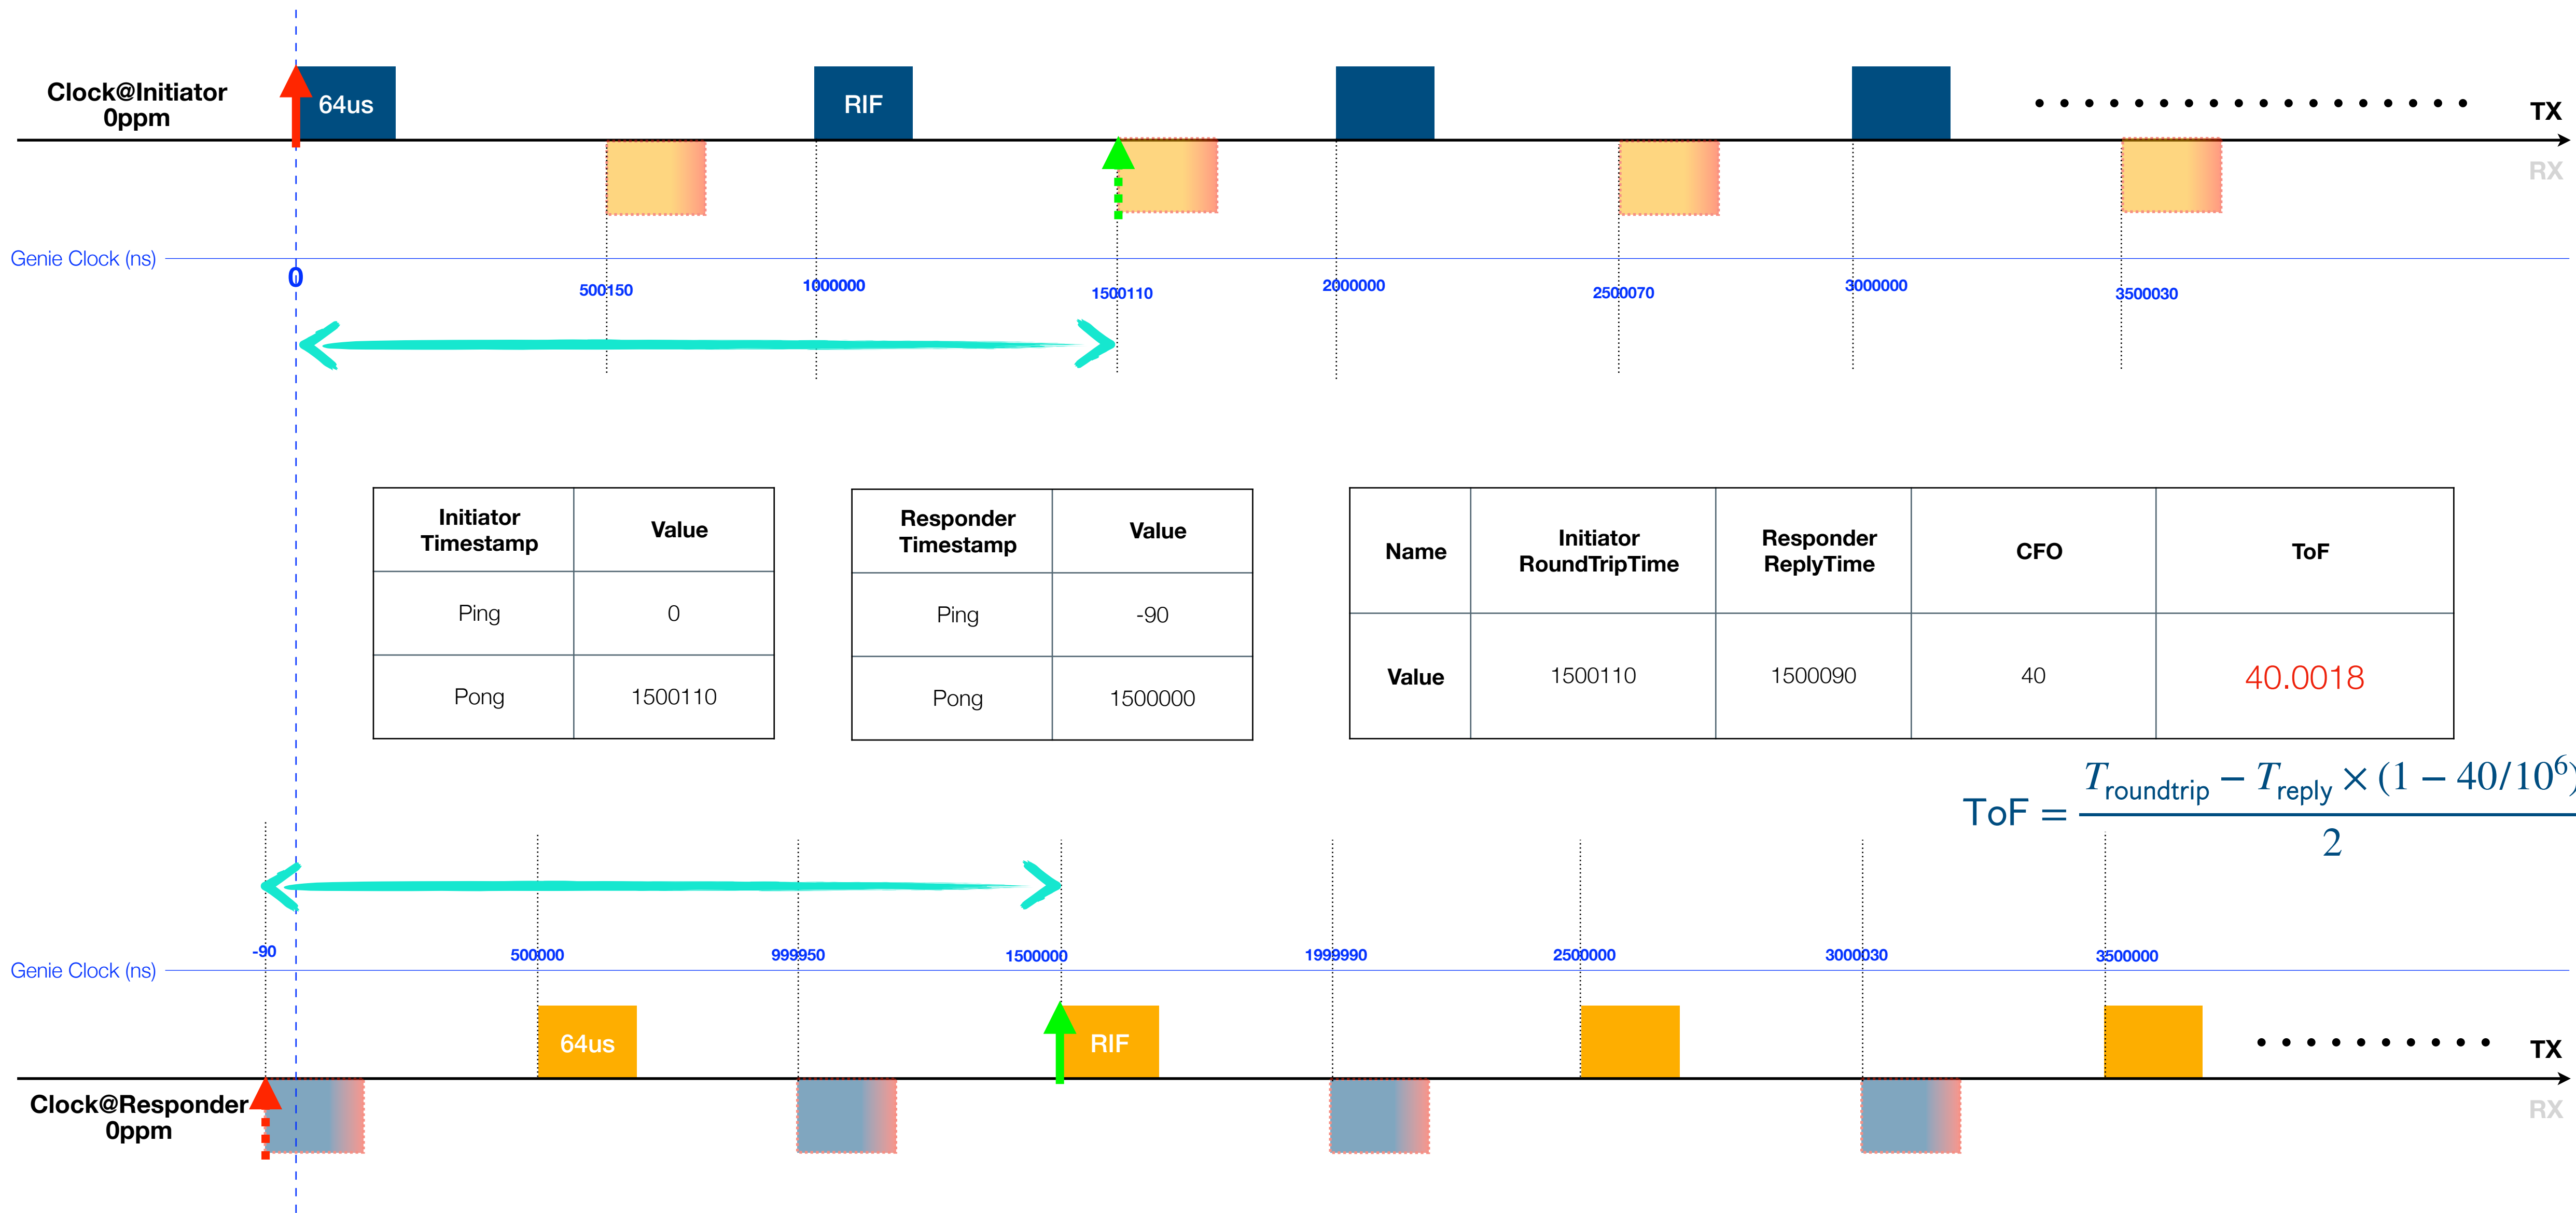 Clock@Initiator
0ppm
64us
RIF
TX
RX
Genie Clock (ns)
0
500150
1000000
1500110
2000000
2500070
3000000
3500030
Initiator
Timestamp
Value
Ping
0
Pong
1500110
Responder
Timestamp
Value
Ping
-90
Pong
1500000
Name
Initiator
RoundTripTime
Responder
ReplyTime
CFO
ToF
Value
1500110
1500090
40
40.0018
ToF = (T_roundtrip − T_reply × (1 − 40/10⁶)) / 2
Genie Clock (ns)
-90
500000
999950
1500000
1999990
2500000
3000030
3500000
64us
RIF
TX
Clock@Responder
0ppm
RX